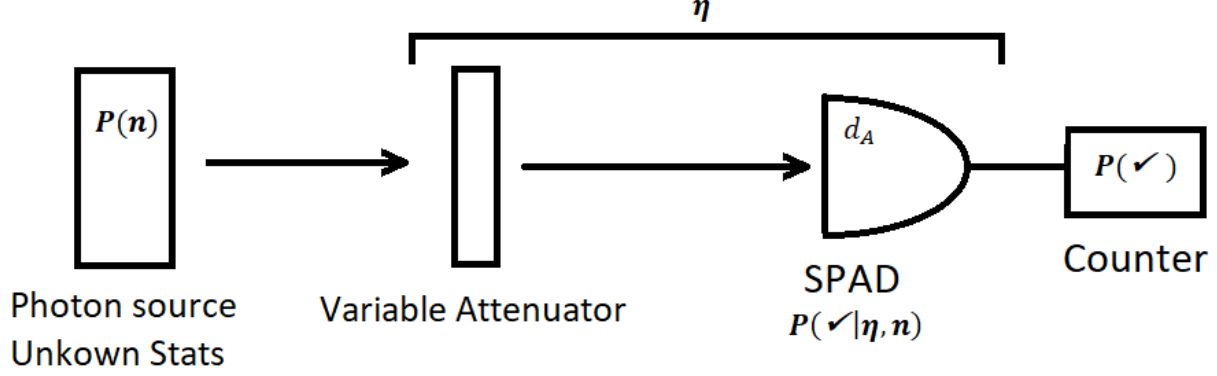 η
P(n)
d_A
P(✓)
Photon source
Unkown Stats
Variable Attenuator
SPAD
P(✓|η, n)
Counter